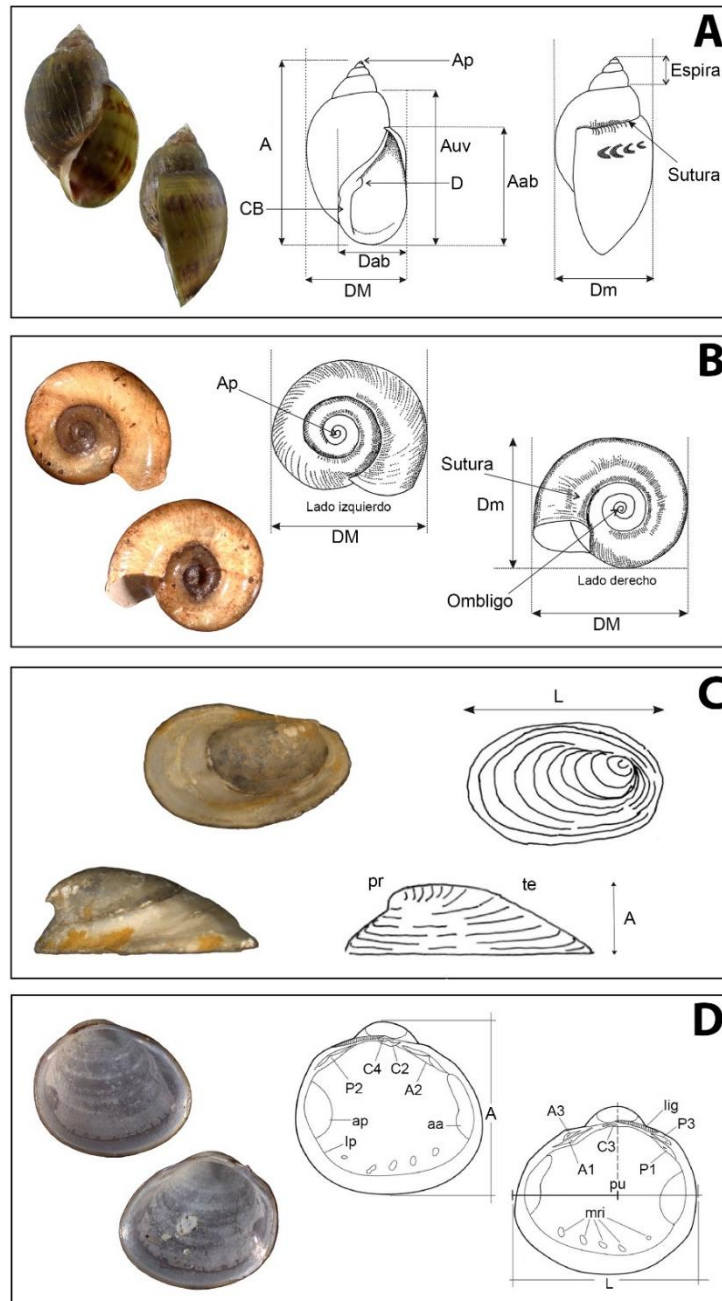 A
Ap
A
Auv
Aab
D
CB
Dab
DM
Espira
Sutura
Dm
B
Ap
Lado izquierdo
DM
Sutura
Dm
Ombligo
Lado derecho
DM
C
L
pr
te
A
D
C4
C2
P2
A2
A
ap
aa
lp
A3
lig
P3
C3
A1
P1
pu
mri
L